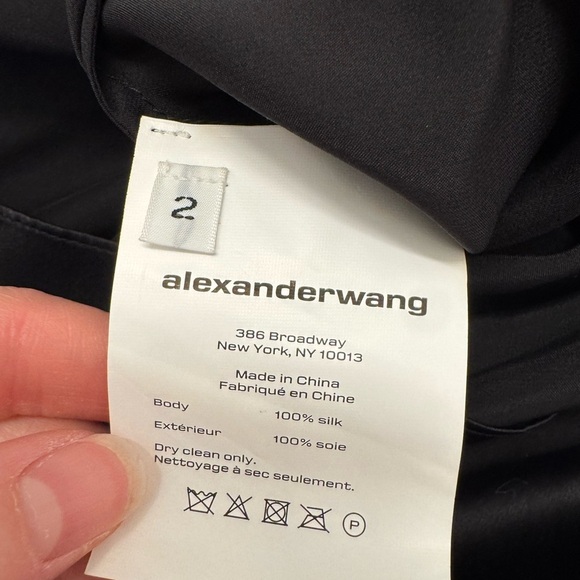 2
alexanderwang
386 Broadway
New York, NY 10013
Made in China
Fabriqué en Chine
Body 100% silk
Extérieur 100% soie
Dry clean only.
Nettoyage à sec seulement.
P